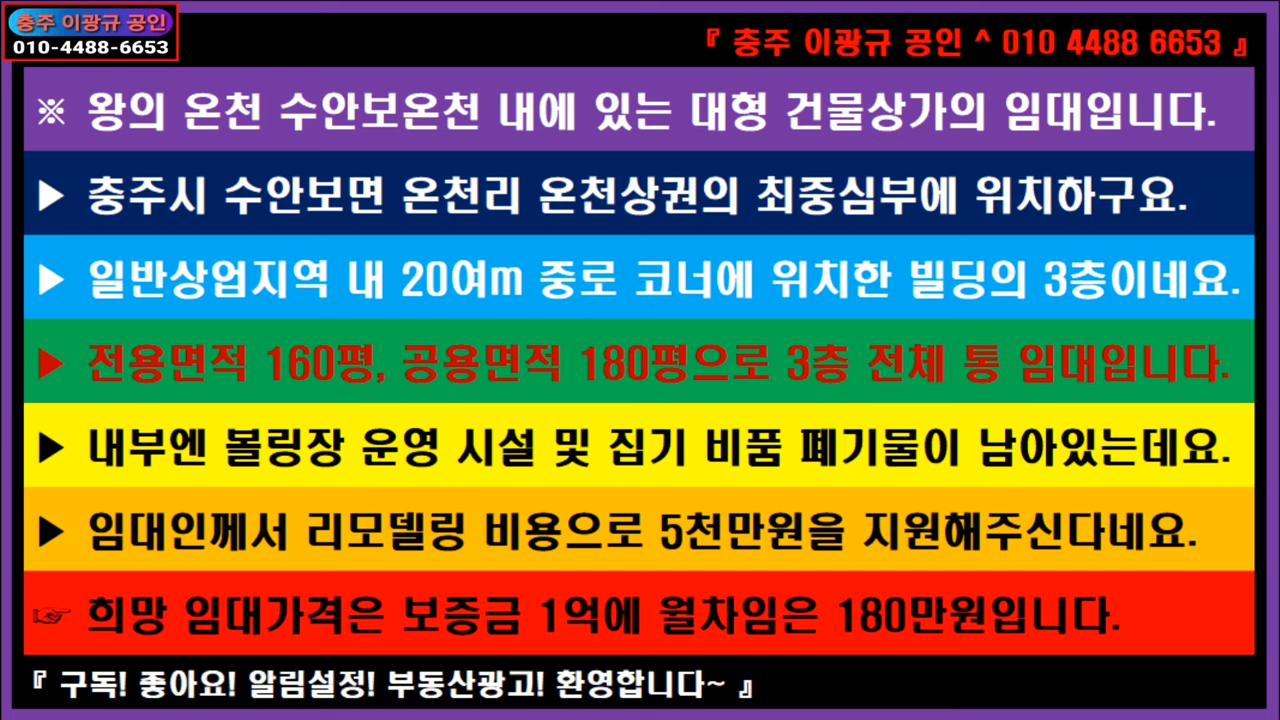 충주 이광규 공인
010-4488-6653
『 충주 이광규 공인 ^ 010 4488 6653 』
※ 왕의 온천 수안보온천 내에 있는 대형 건물상가의 임대입니다.
▶ 충주시 수안보면 온천리 온천상권의 최중심부에 위치하구요.
▶ 일반상업지역 내 20여m 중로 코너에 위치한 빌딩의 3층이네요.
▶ 전용면적 160평, 공용면적 180평으로 3층 전체 통 임대입니다.
▶ 내부엔 볼링장 운영 시설 및 집기 비품 폐기물이 남아있는데요.
▶ 임대인께서 리모델링 비용으로 5천만원을 지원해주신다네요.
☞ 희망 임대가격은 보증금 1억에 월차임은 180만원입니다.
『 구독! 좋아요! 알림설정! 부동산광고! 환영합니다~ 』